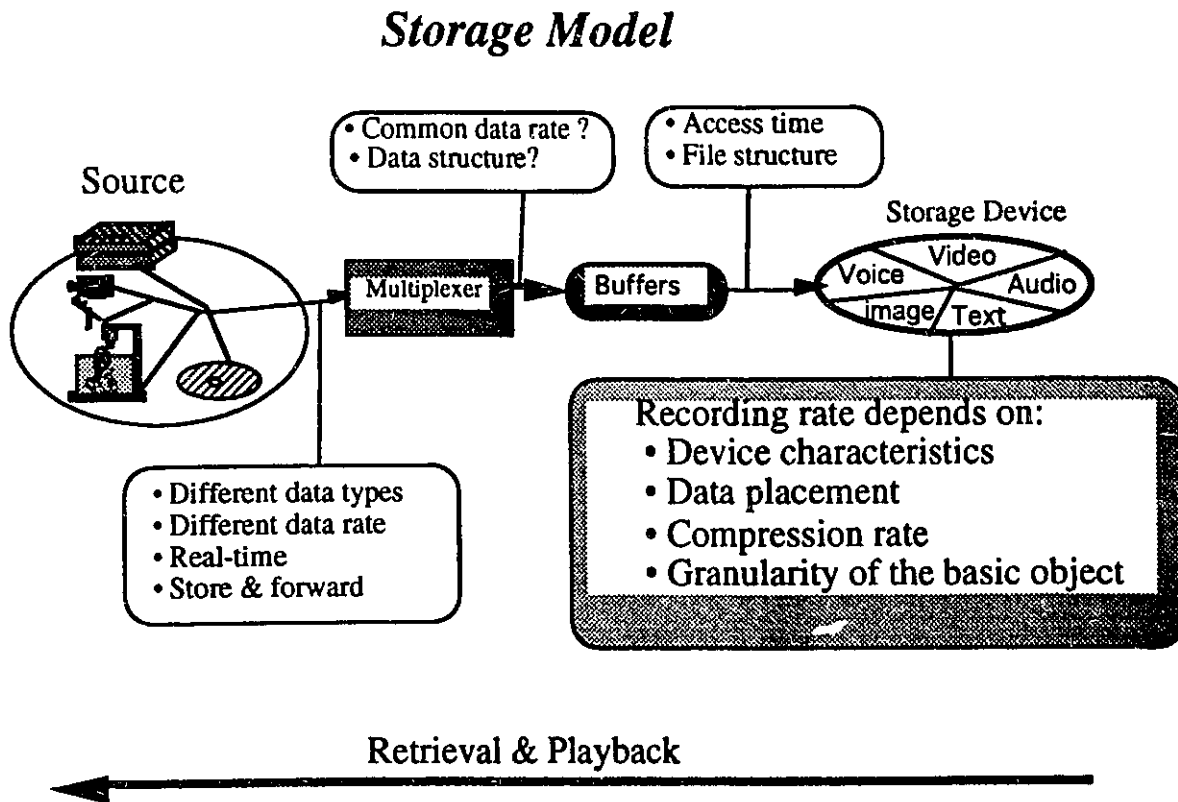 Storage Model
• Common data rate ?
• Data structure?
• Access time
• File structure
Source
Storage Device
Multiplexer
Buffers
Voice
Video
Audio
image
Text
• Different data types
• Different data rate
• Real-time
• Store & forward
Recording rate depends on:
• Device characteristics
• Data placement
• Compression rate
• Granularity of the basic object
Retrieval & Playback